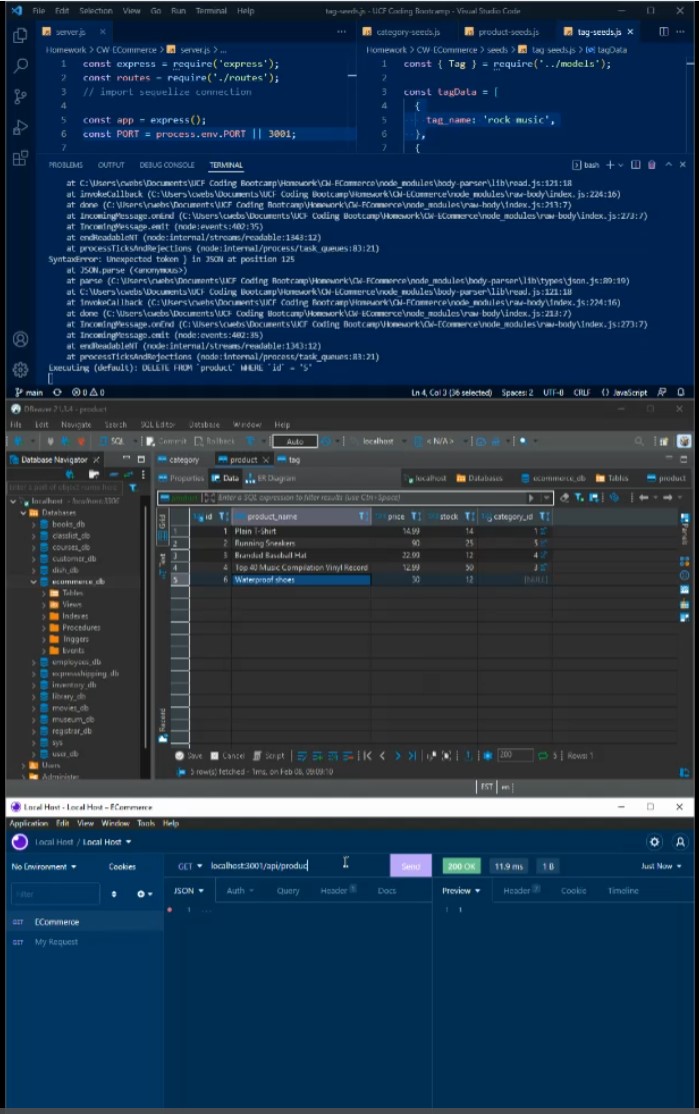 File Edit Selection View Go Run Terminal Help tag-seeds.js - UCF Coding Bootcamp - Visual Studio Code
server.js
category-seeds.js product-seeds.js tag-seeds.js
Homework > CW-ECommerce > server.js > ...
Homework > CW-ECommerce > seeds > tag-seeds.js > tagData
1 const express = require('express');
2 const routes = require('./routes');
3 // import sequelize connection
4
5 const app = express();
6 const PORT = process.env.PORT || 3001;
7
1 const { Tag } = require('../models');
2
3 const tagData = [
4 {
5 tag_name: 'rock music',
6 },
7 {
PROBLEMS OUTPUT DEBUG CONSOLE TERMINAL bash
at C:\Users\cwebs\Documents\UCF Coding Bootcamp\Homework\CW-ECommerce\node_modules\body-parser\lib\read.js:121:18
at invokeCallback (C:\Users\cwebs\Documents\UCF Coding Bootcamp\Homework\CW-ECommerce\node_modules\raw-body\index.js:224:16)
at done (C:\Users\cwebs\Documents\UCF Coding Bootcamp\Homework\CW-ECommerce\node_modules\raw-body\index.js:213:7)
at IncomingMessage.onEnd (C:\Users\cwebs\Documents\UCF Coding Bootcamp\Homework\CW-ECommerce\node_modules\raw-body\index.js:273:7)
at IncomingMessage.emit (node:events:402:35)
at endReadableNT (node:internal/streams/readable:1343:12)
at processTicksAndRejections (node:internal/process/task_queues:83:21)
SyntaxError: Unexpected token } in JSON at position 125
at JSON.parse (<anonymous>)
at parse (C:\Users\cwebs\Documents\UCF Coding Bootcamp\Homework\CW-ECommerce\node_modules\body-parser\lib\types\json.js:89:19)
at C:\Users\cwebs\Documents\UCF Coding Bootcamp\Homework\CW-ECommerce\node_modules\body-parser\lib\read.js:121:18
at invokeCallback (C:\Users\cwebs\Documents\UCF Coding Bootcamp\Homework\CW-ECommerce\node_modules\raw-body\index.js:224:16)
at done (C:\Users\cwebs\Documents\UCF Coding Bootcamp\Homework\CW-ECommerce\node_modules\raw-body\index.js:213:7)
at IncomingMessage.onEnd (C:\Users\cwebs\Documents\UCF Coding Bootcamp\Homework\CW-ECommerce\node_modules\raw-body\index.js:273:7)
at IncomingMessage.emit (node:events:402:35)
at endReadableNT (node:internal/streams/readable:1343:12)
at processTicksAndRejections (node:internal/process/task_queues:83:21)
Executing (default): DELETE FROM `product` WHERE `id` = '5'
main 0 0 Ln 4, Col 3 (36 selected) Spaces: 2 UTF-8 CRLF {} JavaScript
- product
File Edit Navigate Search SQL Editor Database Window Help
SQL Commit Rollback Auto localhost < N/A >
Database Navigator category product tag
Properties Data ER Diagram localhost Databases ecommerce_db Tables product
product Enter a SQL expression to filter results (use Ctrl+Space)
localhost
Databases
books_db
classlist_db
courses_db
customer_db
dish_db
ecommerce_db
Tables
Views
Indexes
Procedures
Triggers
Events
employees_db
expressshipping_db
inventory_db
library_db
movies_db
museum_db
registrar_db
sys
user_db
Users
Administer
Grid
Text
Record
id product_name price stock category_id
1 1 Plain T-Shirt 14.99 14 1
2 2 Running Sneakers 90 25 5
3 3 Branded Baseball Hat 22.99 12 4
4 4 Top 40 Music Compilation Vinyl Record 12.99 50 3
5 6 Waterproof shoes 50 12 [NULL]
Save Cancel Script 200 5 Rows: 1
5 row(s) fetched - 1ms, on Feb 08, 09:09:10
EST en
Local Host - Local Host - ECommerce
Application Edit View Window Tools Help
Local Host / Local Host
No Environment Cookies
GET localhost:3001/api/produc Send 200 OK 11.9 ms 1 B Just Now
Filter
JSON Auth Query Header Docs
Preview Header Cookie Timeline
1 ...
1 1
GET ECommerce
GET My Request